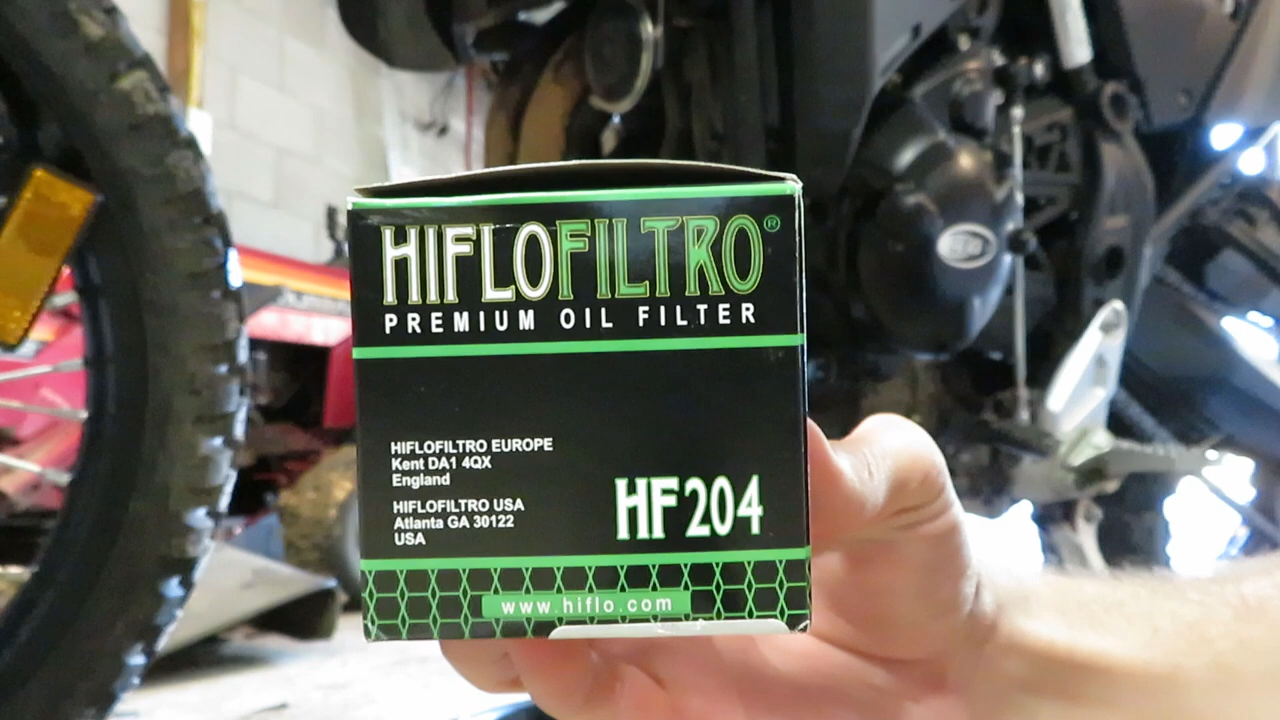 HIFLOFILTRO®
PREMIUM OIL FILTER
HIFLOFILTRO EUROPE
Kent DA1 4QX
England
HIFLOFILTRO USA
Atlanta GA 30122
USA
HF204
www.hiflo.com